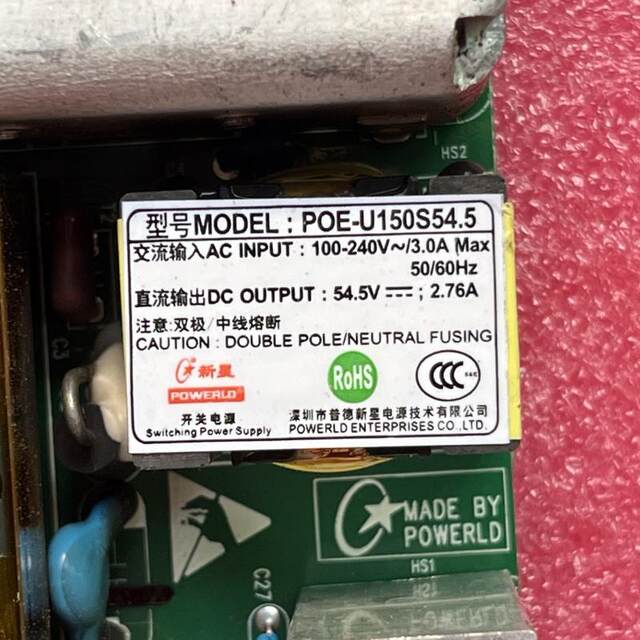 HS2
型号MODEL : POE-U150S54.5
交流输入AC INPUT : 100-240V～/3.0A Max
50/60Hz
直流输出DC OUTPUT : 54.5V⎓ ; 2.76A
注意:双极/中线熔断
CAUTION : DOUBLE POLE/NEUTRAL FUSING
新星
POWERLD
RoHS
CCC S&E
开关电源
Switching Power Supply
深圳市普德新星电源技术有限公司
POWERLD ENTERPRISES CO.,LTD.
C3
MADE BY
POWERLD
HS1
C27